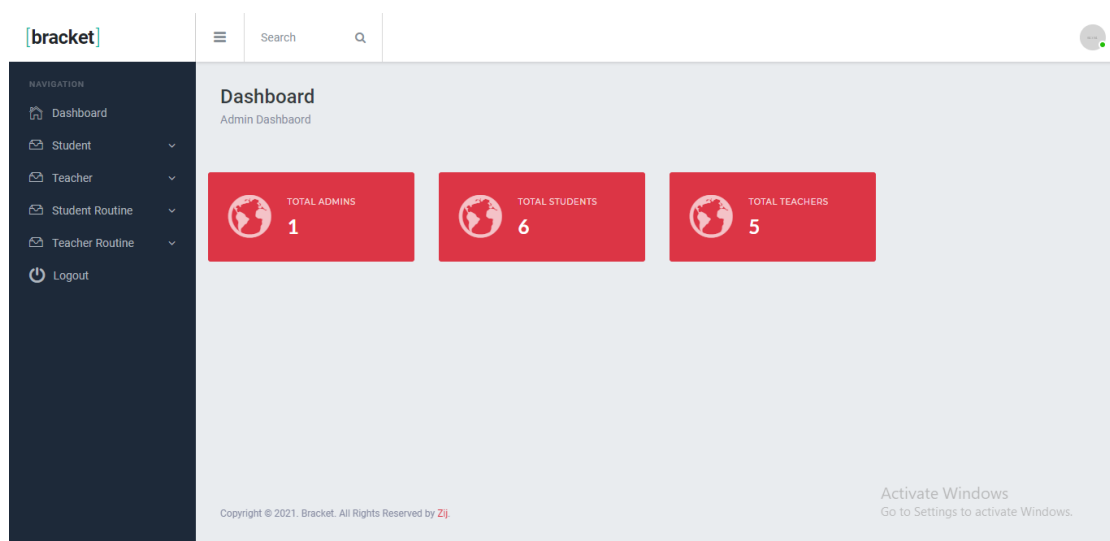 [bracket]
Search
NAVIGATION
Dashboard
Student
Teacher
Student Routine
Teacher Routine
Logout
Dashboard
Admin Dashbaord
TOTAL ADMINS
1
TOTAL STUDENTS
6
TOTAL TEACHERS
5
Copyright © 2021. Bracket. All Rights Reserved by Zij.
Activate Windows
Go to Settings to activate Windows.